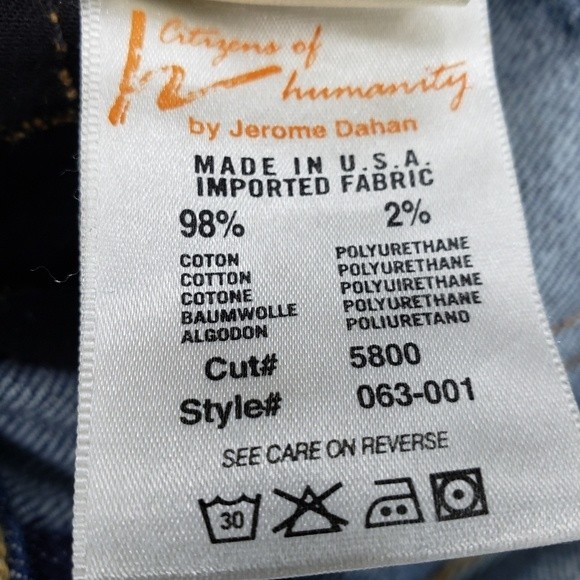 Citizens of
humanity
by Jerome Dahan
MADE IN U.S.A.
IMPORTED FABRIC
98% 2%
COTON POLYURETHANE
COTTON POLYURETHANE
COTONE POLYUIRETHANE
BAUMWOLLE POLYURETHANE
ALGODON POLIURETANO
Cut# 5800
Style# 063-001
SEE CARE ON REVERSE
30